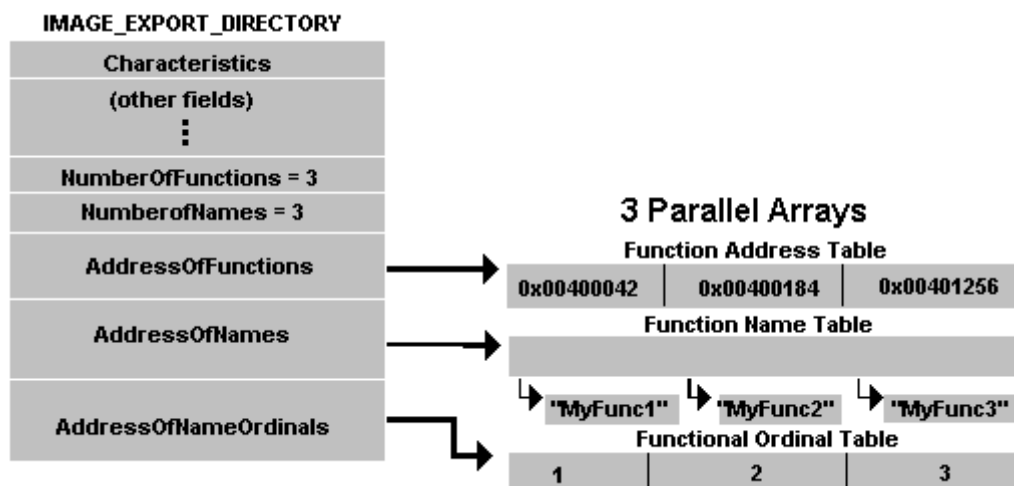 IMAGE_EXPORT_DIRECTORY
Characteristics
(other fields)
NumberOfFunctions = 3
NumberofNames = 3
AddressOfFunctions
AddressOfNames
AddressOfNameOrdinals
3 Parallel Arrays
Function Address Table
0x00400042 0x00400184 0x00401256
Function Name Table
"MyFunc1" "MyFunc2" "MyFunc3"
Functional Ordinal Table
1 2 3